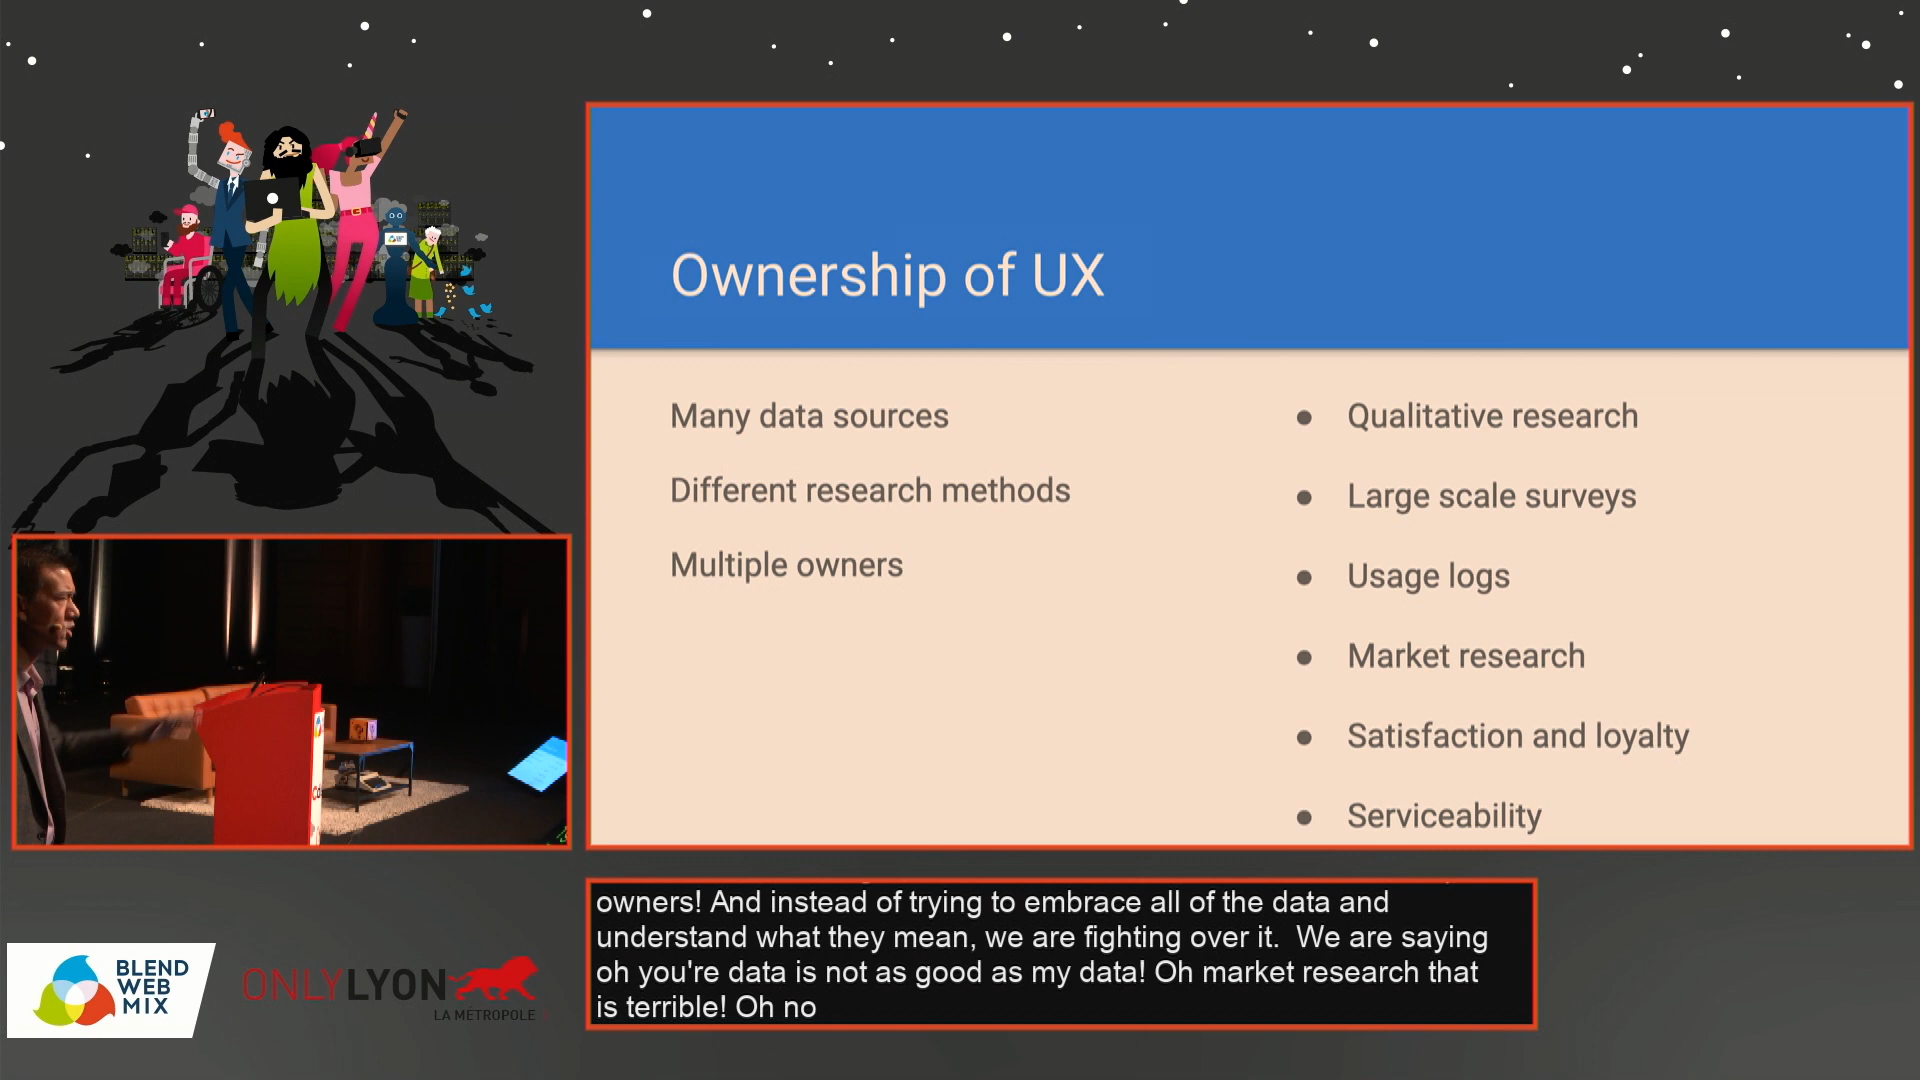 Ownership of UX
Many data sources
Different research methods
Multiple owners
● Qualitative research
● Large scale surveys
● Usage logs
● Market research
● Satisfaction and loyalty
● Serviceability
owners! And instead of trying to embrace all of the data and
understand what they mean, we are fighting over it.  We are saying
oh you're data is not as good as my data! Oh market research that
is terrible! Oh no
BLEND
WEB
MIX
ONLYLYON
LA MÉTROPOLE